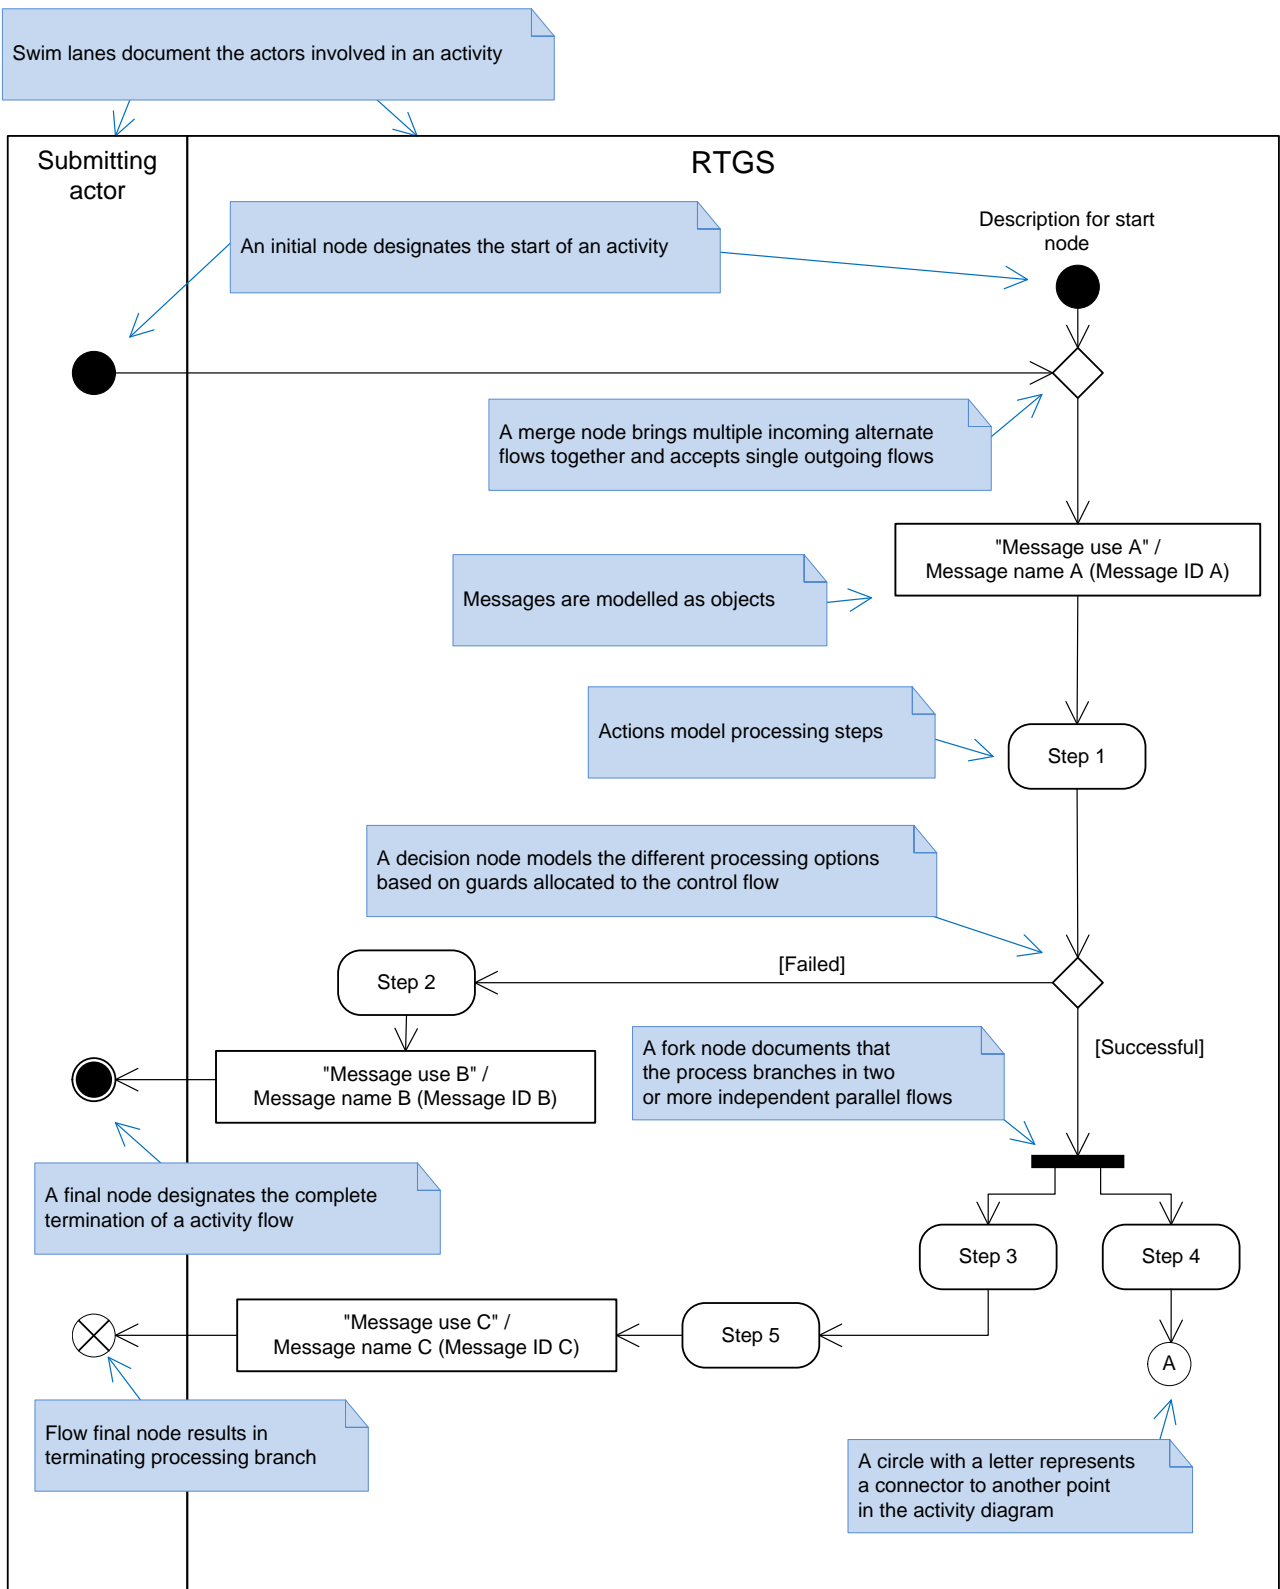 Swim lanes document the actors involved in an activity
Submitting
actor
RTGS
An initial node designates the start of an activity
Description for start
node
A merge node brings multiple incoming alternate
flows together and accepts single outgoing flows
"Message use A" /
Message name A (Message ID A)
Messages are modelled as objects
Actions model processing steps
Step 1
A decision node models the different processing options
based on guards allocated to the control flow
[Failed]
Step 2
[Successful]
A fork node documents that
the process branches in two
or more independent parallel flows
"Message use B" /
Message name B (Message ID B)
A final node designates the complete
termination of a activity flow
Step 3
Step 4
"Message use C" /
Message name C (Message ID C)
Step 5
A
Flow final node results in
terminating processing branch
A circle with a letter represents
a connector to another point
in the activity diagram